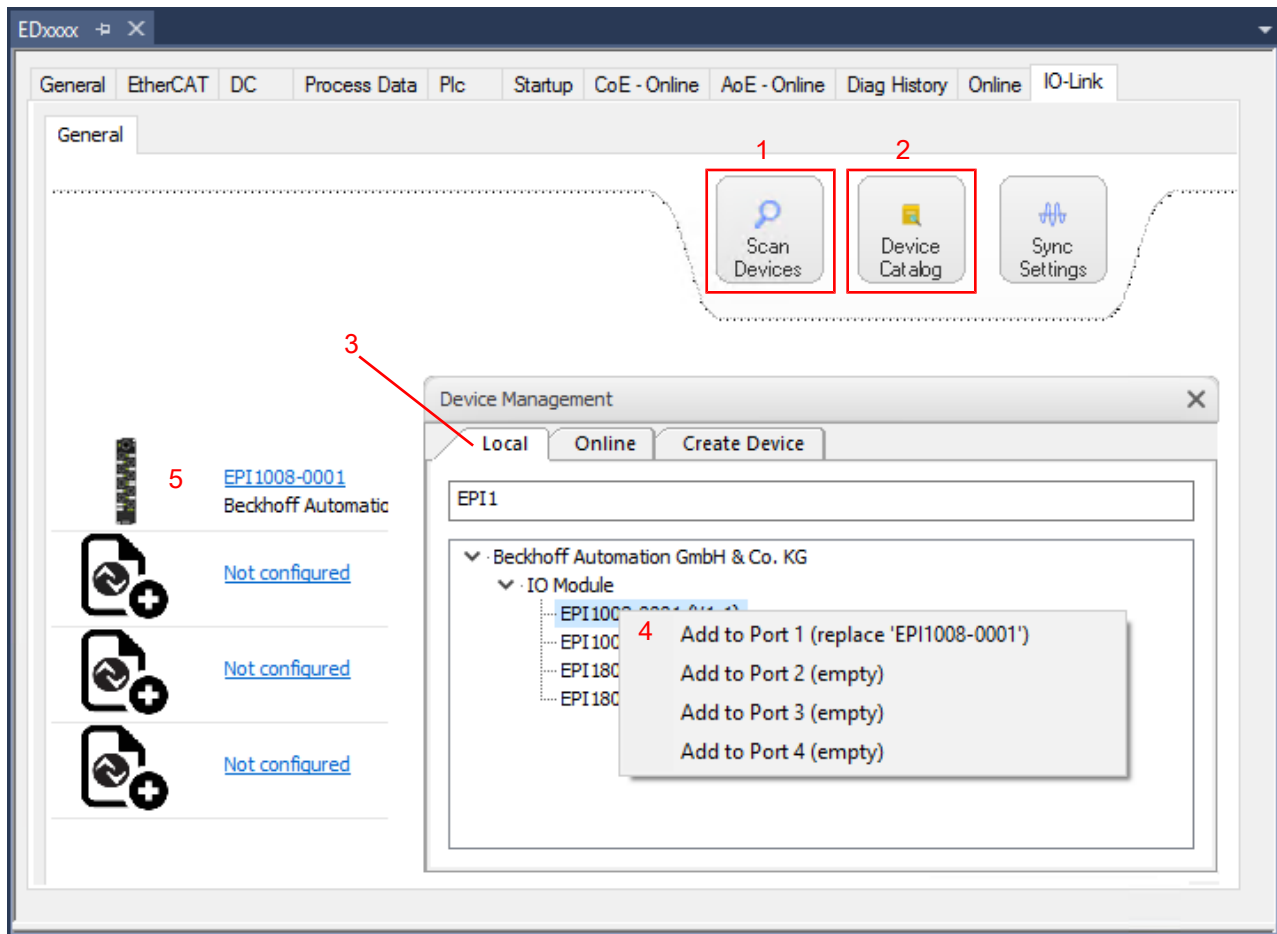 EDxxxx
General EtherCAT DC Process Data Plc Startup CoE - Online AoE - Online Diag History Online IO-Link
General
1 2
Scan Devices
Device Catalog
Sync Settings
3
Device Management
Local Online Create Device
5
EPI1008-0001
Beckhoff Automatic
Not configured
Not configured
Not configured
EPI1
Beckhoff Automation GmbH & Co. KG
IO Module
EPI100
EPI180
EPI180
4
Add to Port 1 (replace 'EPI1008-0001')
Add to Port 2 (empty)
Add to Port 3 (empty)
Add to Port 4 (empty)